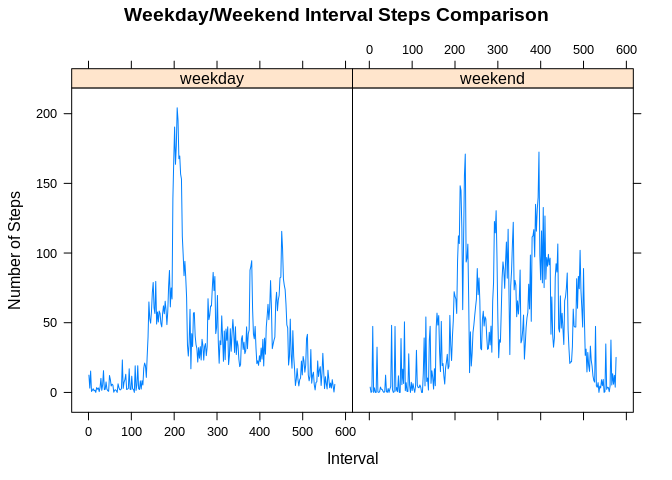 Weekday/Weekend Interval Steps Comparison
0 100 200 300 400 500 600
weekday weekend
200
150
100
50
0
Number of Steps
0 100 200 300 400 500 600
Interval